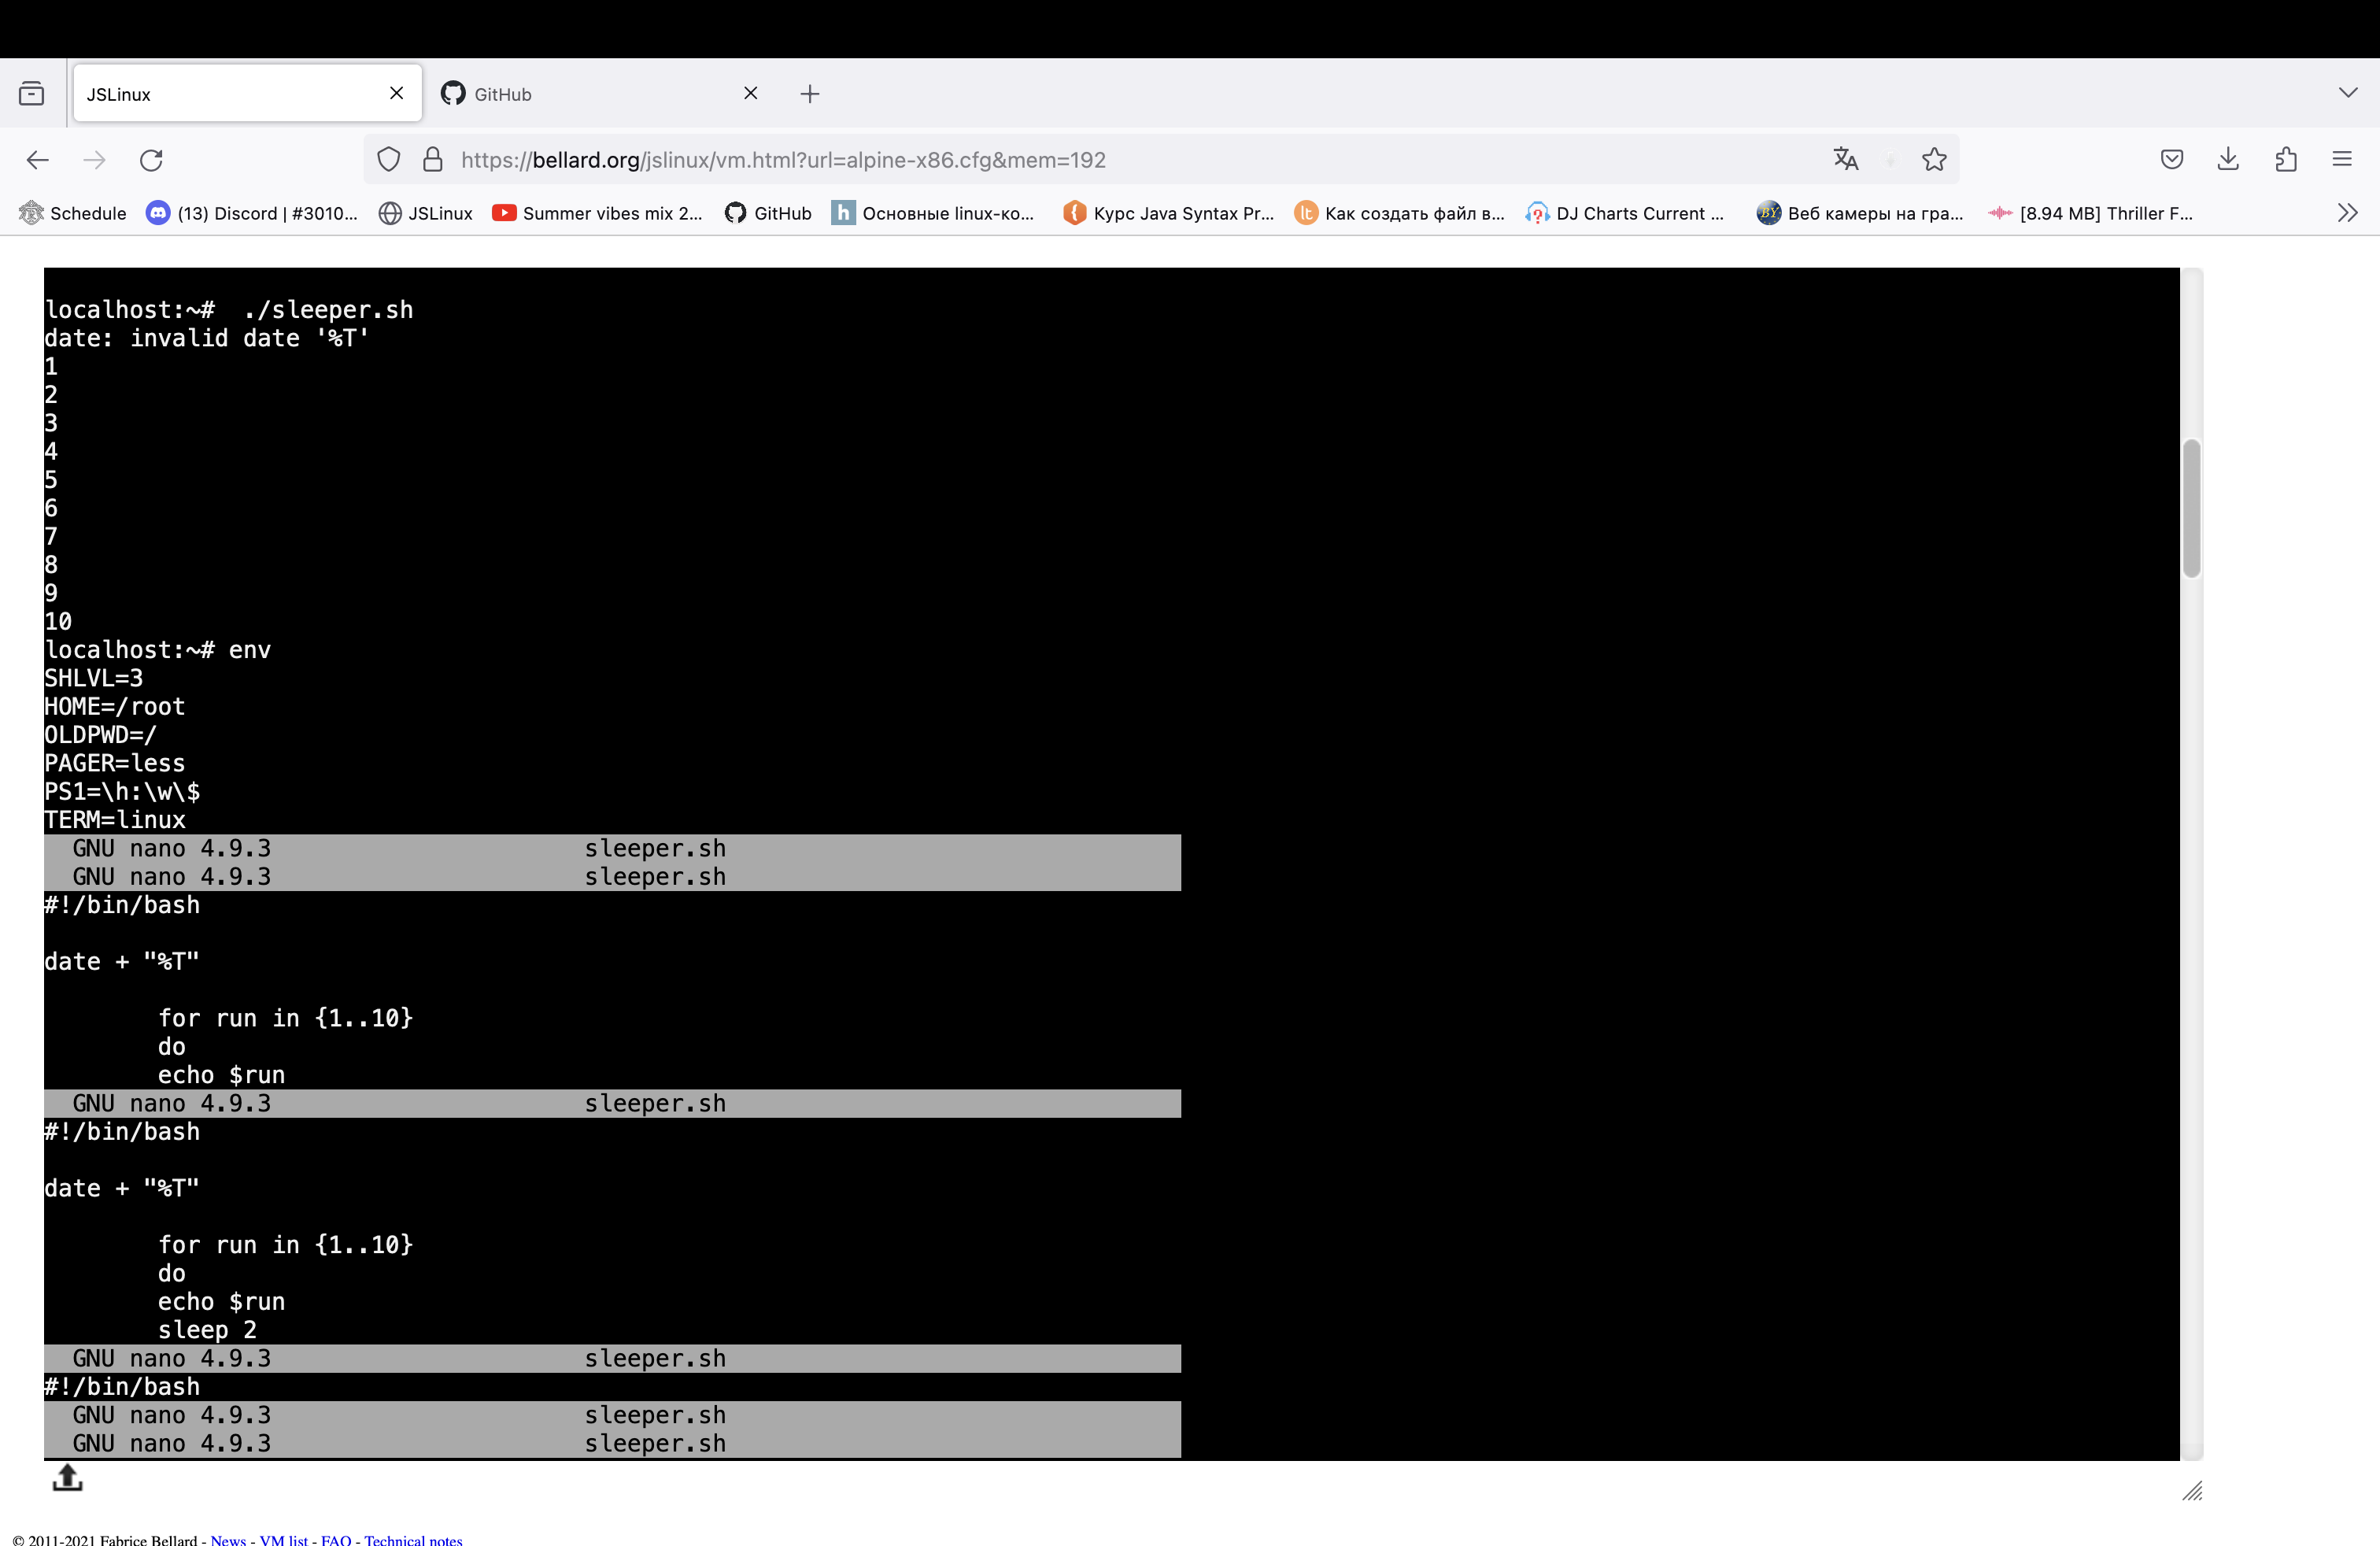 JSLinux
GitHub
https://bellard.org/jslinux/vm.html?url=alpine-x86.cfg&mem=192
Schedule (13) Discord | #3010... JSLinux Summer vibes mix 2... GitHub Основные linux-ко... Курс Java Syntax Pr... Как создать файл в... DJ Charts Current ... Веб камеры на гра... [8.94 MB] Thriller F...
localhost:~#  ./sleeper.sh
date: invalid date '%T'
1
2
3
4
5
6
7
8
9
10
localhost:~# env
SHLVL=3
HOME=/root
OLDPWD=/
PAGER=less
PS1=\h:\w\$
TERM=linux
GNU nano 4.9.3 sleeper.sh
GNU nano 4.9.3 sleeper.sh
#!/bin/bash
date + "%T"
for run in {1..10}
do
echo $run
GNU nano 4.9.3 sleeper.sh
#!/bin/bash
date + "%T"
for run in {1..10}
do
echo $run
sleep 2
GNU nano 4.9.3 sleeper.sh
#!/bin/bash
GNU nano 4.9.3 sleeper.sh
GNU nano 4.9.3 sleeper.sh
© 2011-2021 Fabrice Bellard - News - VM list - FAQ - Technical notes